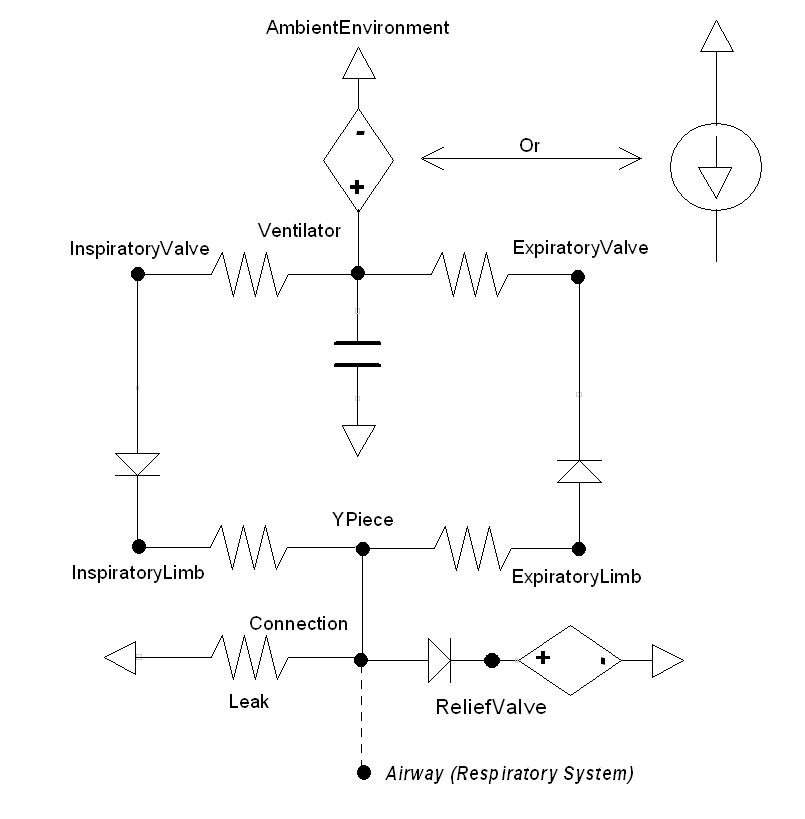 AmbientEnvironment
-
Or
+
Ventilator
InspiratoryValve
ExpiratoryValve
YPiece
InspiratoryLimb
ExpiratoryLimb
Connection
+ -
Leak
ReliefValve
Airway (Respiratory System)